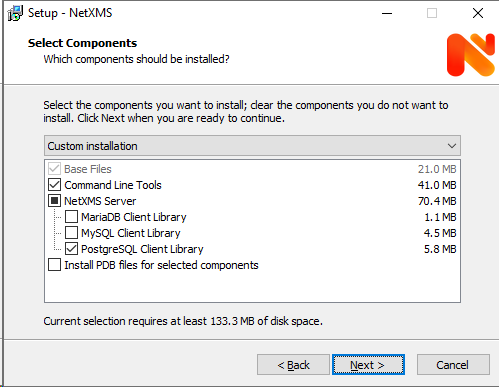 Setup - NetXMS
Select Components
Which components should be installed?
Select the components you want to install; clear the components you do not want to
install. Click Next when you are ready to continue.
Custom installation
Base Files 21.0 MB
Command Line Tools 41.0 MB
NetXMS Server 70.4 MB
MariaDB Client Library 1.1 MB
MySQL Client Library 4.5 MB
PostgreSQL Client Library 5.8 MB
Install PDB files for selected components
Current selection requires at least 133.3 MB of disk space.
< Back Next > Cancel